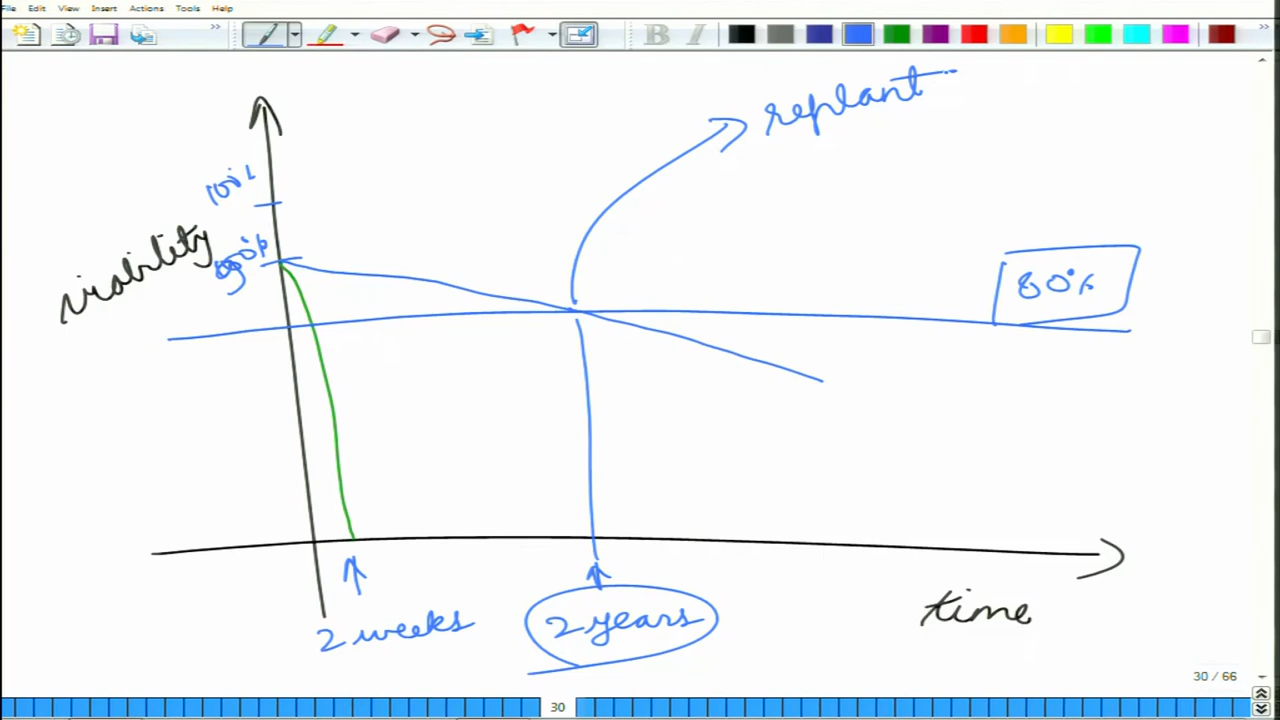 File Edit View Insert Actions Tools Help
B I
replant
100%
viability
80%
2 weeks
2 years
time
30 / 66
30